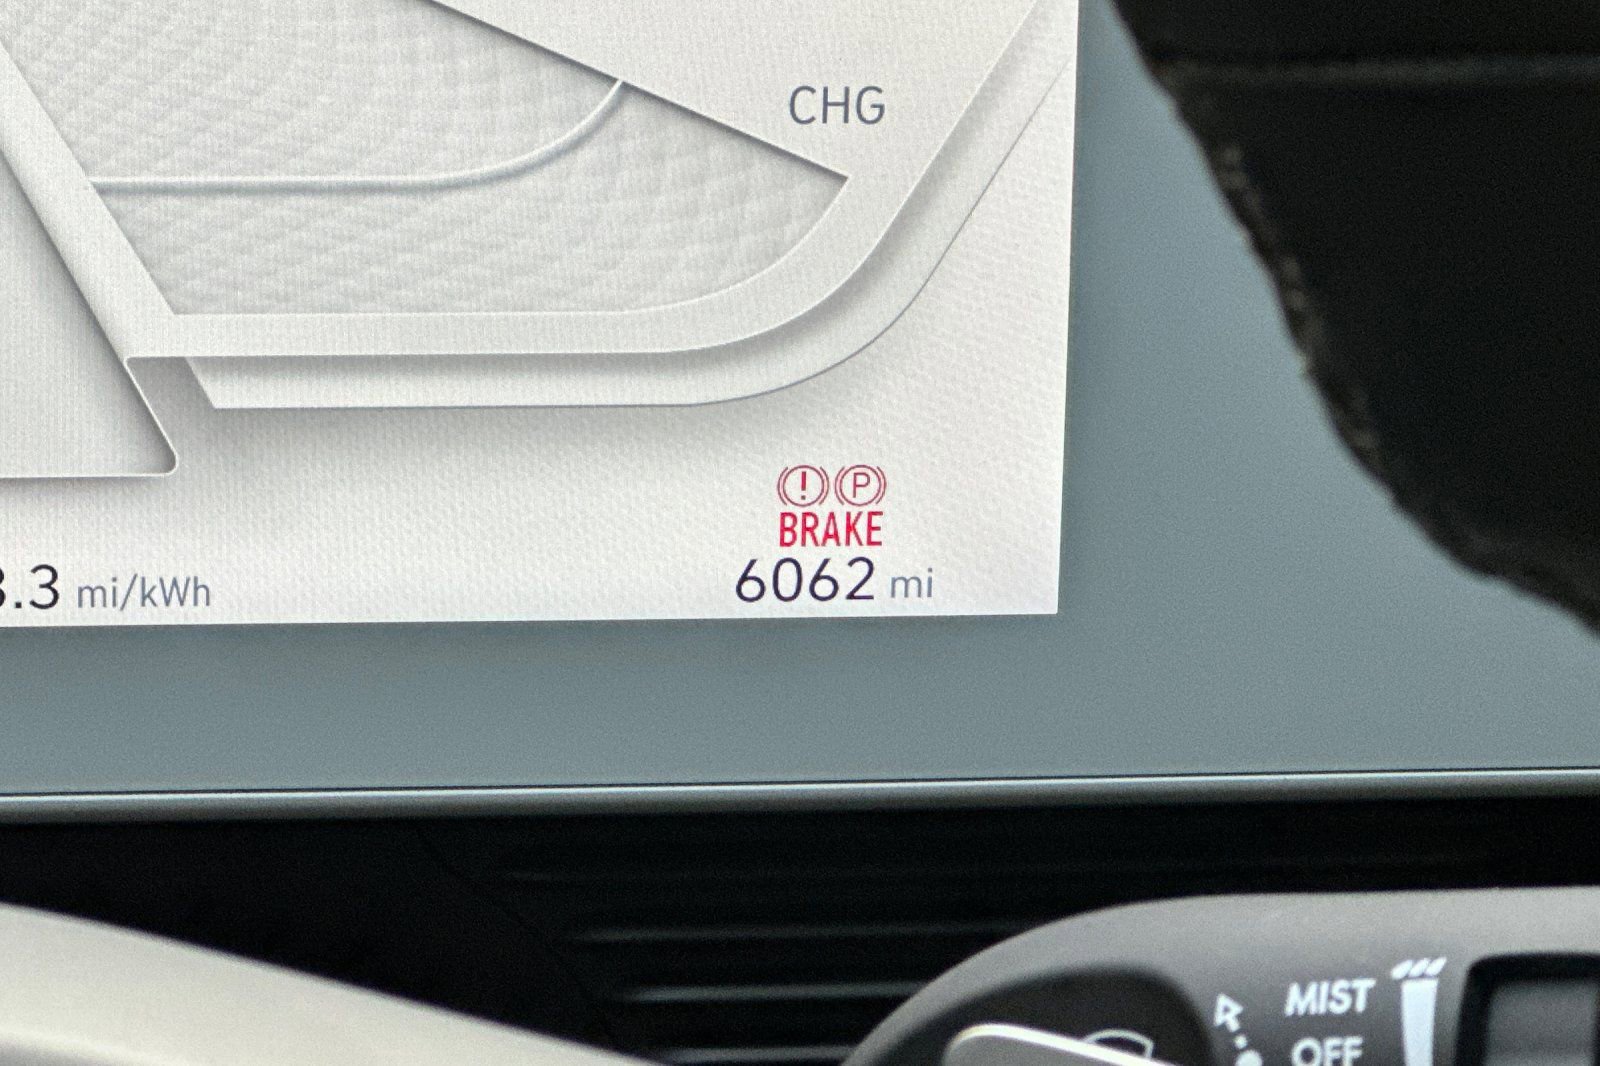 CHG
! P
BRAKE
.3 mi/kWh
6062 mi
MIST
OFF